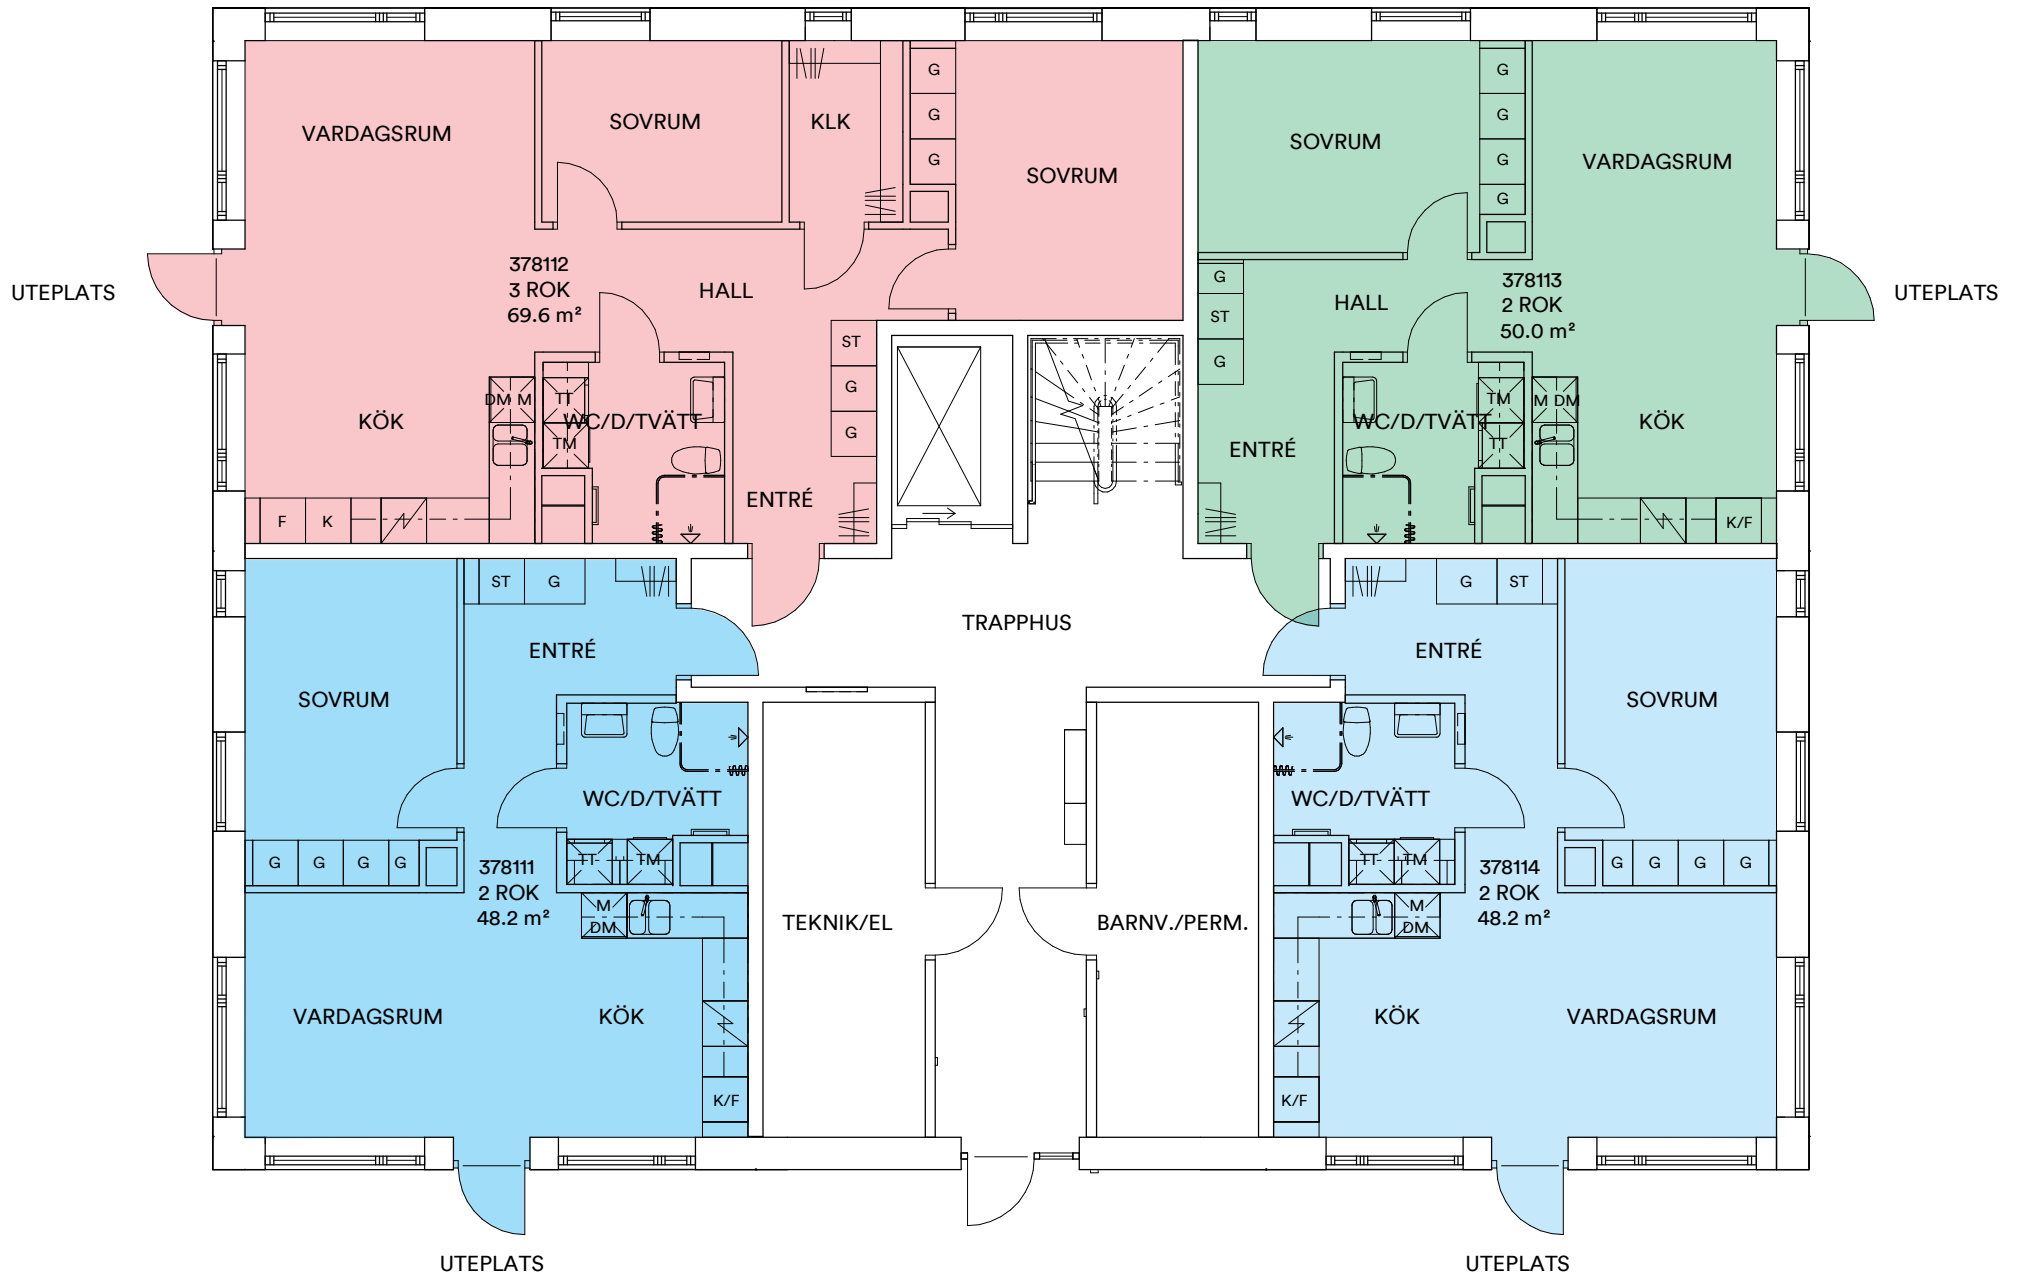 VARDAGSRUM
SOVRUM
KLK
G
G
G
SOVRUM
378112
3 ROK
69.6 m²
HALL
UTEPLATS
ST
G
G
DM M
TT
TM
WC/D/TVÄTT
KÖK
ENTRÉ
F
K
SOVRUM
G
G
G
G
VARDAGSRUM
378113
2 ROK
50.0 m²
HALL
UTEPLATS
G
ST
G
ENTRÉ
WC/D/TVÄTT
TM
TT
M DM
KÖK
K/F
TRAPPHUS
ST
G
ENTRÉ
SOVRUM
WC/D/TVÄTT
G
G
G
G
378111
2 ROK
48.2 m²
TT
TM
M
DM
VARDAGSRUM
KÖK
K/F
UTEPLATS
TEKNIK/EL
BARNV./PERM.
G
ST
ENTRÉ
SOVRUM
WC/D/TVÄTT
TT
TM
378114
2 ROK
48.2 m²
G
G
G
G
M
DM
KÖK
VARDAGSRUM
K/F
UTEPLATS